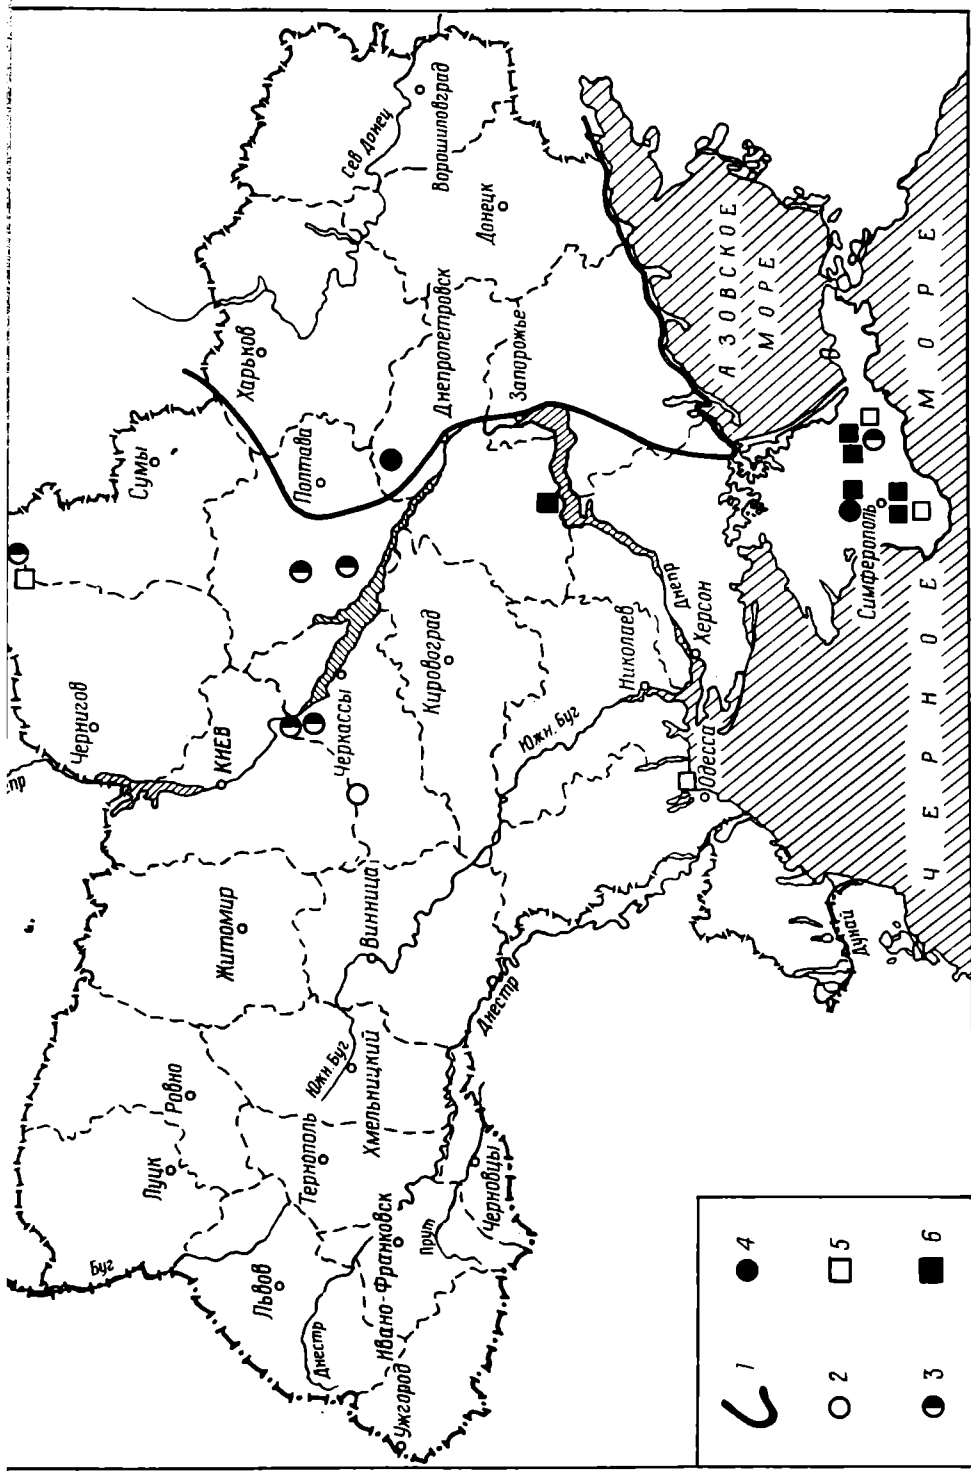 Сумы
Чернигов
КИЕВ
пр
Житомир
Ровно
Луцк
Буг
Львов
Тернополь
Хмельницкий
Южн. Буг
Винница
Черкассы
Полтава
Харьков
Сев Донец
Ворошиловград
Донецк
Днепропетровск
Запорожье
Кировоград
Днестр
Ивано-Франковск
Ужгород
Прут
Черновцы
Днестр
Южн. Буг
Николаев
Днепр
Херсон
Одесса
Дунай
Симферополь
АЗОВСКОЕ
МОРЕ
ЧЕРНОЕ МОРЕ
1
2
3
4
5
6